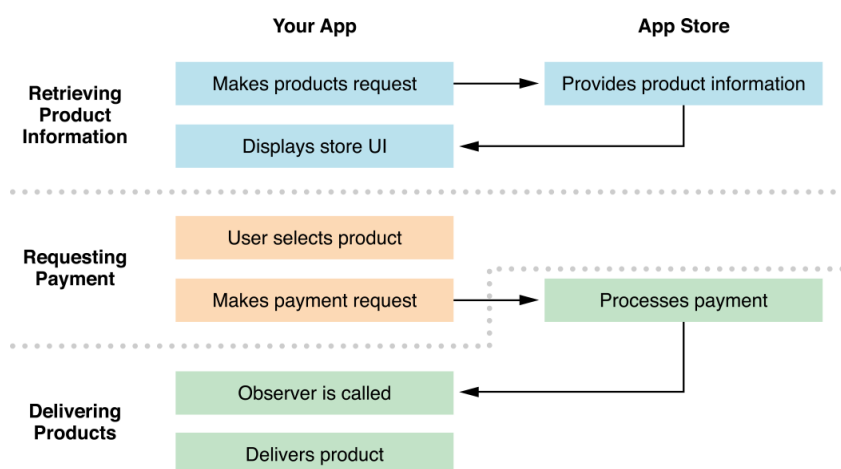 Your App
App Store
Retrieving
Product
Information
Makes products request
Provides product information
Displays store UI
Requesting
Payment
User selects product
Makes payment request
Processes payment
Delivering
Products
Observer is called
Delivers product